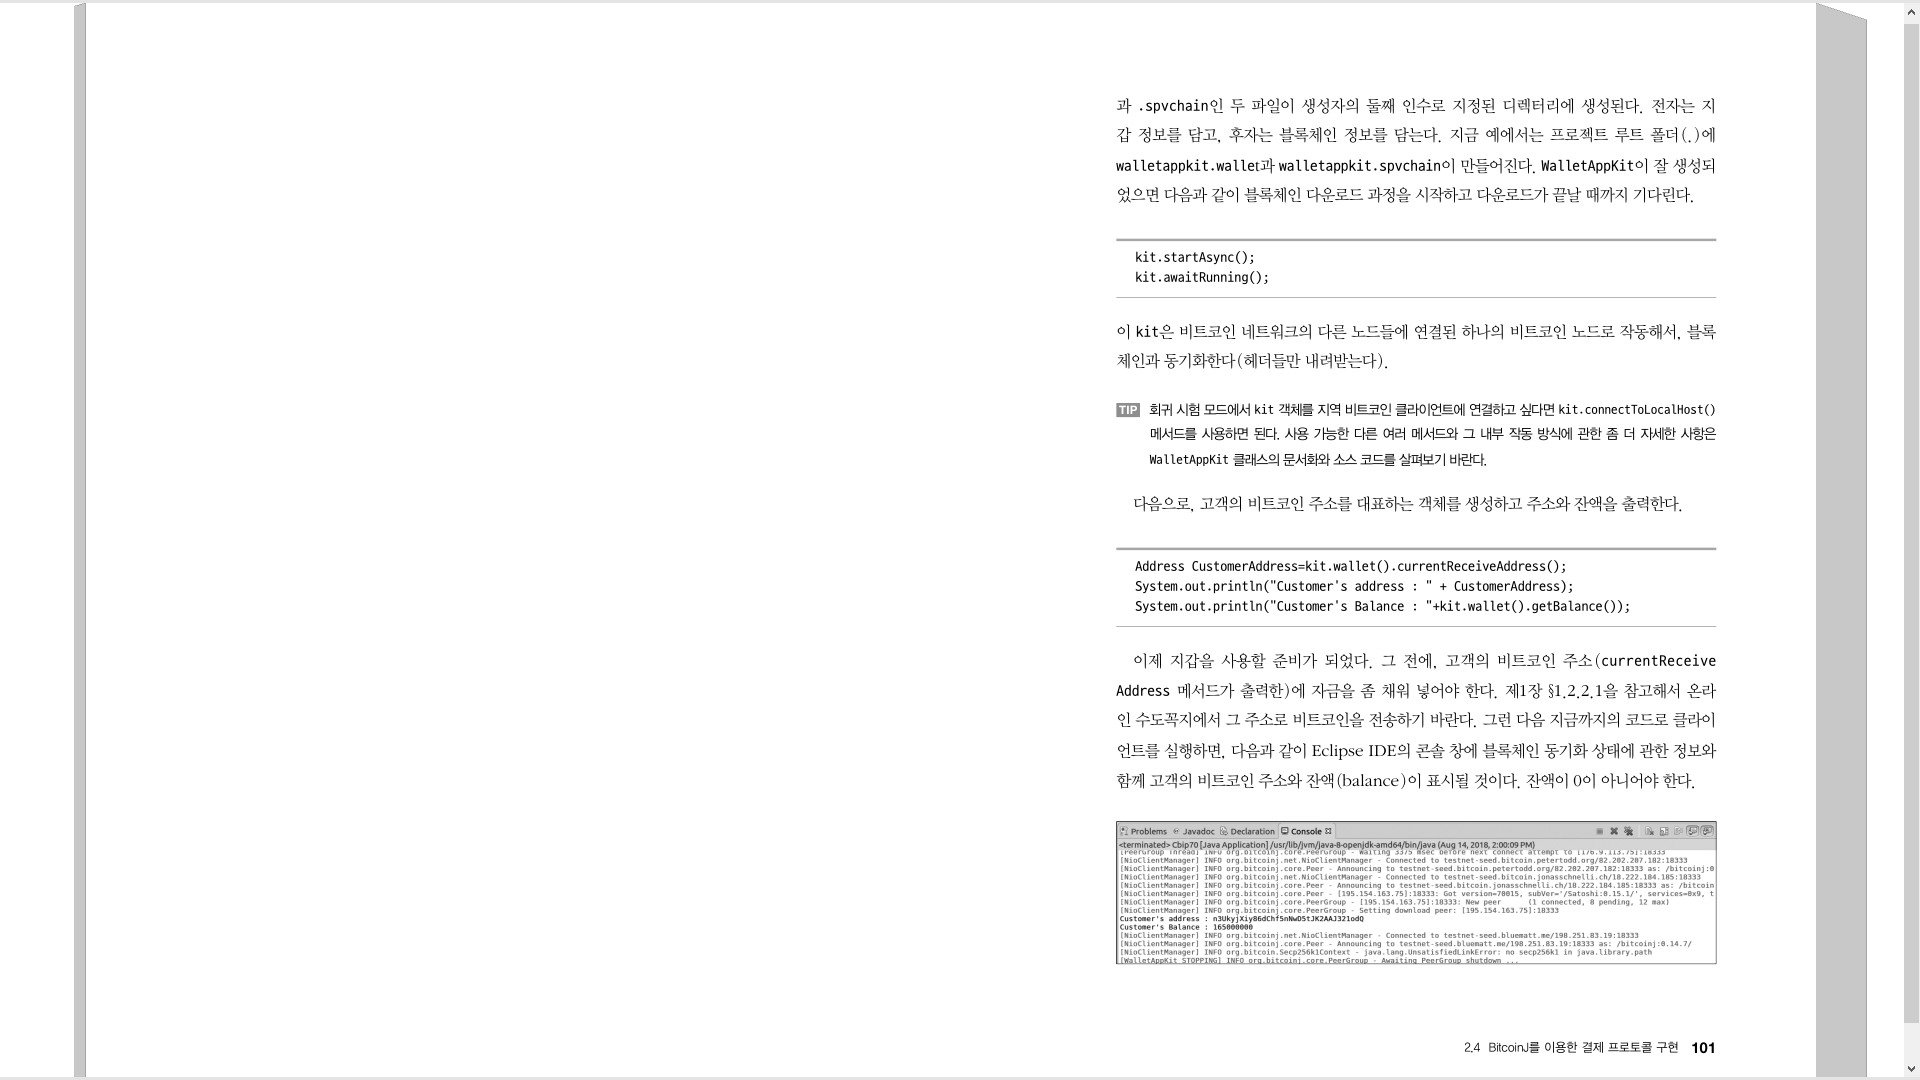 과 .spvchain인 두 파일이 생성자의 둘째 인수로 지정된 디렉터리에 생성된다. 전자는 지
갑 정보를 담고, 후자는 블록체인 정보를 담는다. 지금 예에서는 프로젝트 루트 폴더(.)에
walletappkit.wallet과 walletappkit.spvchain이 만들어진다. WalletAppKit이 잘 생성되
었으면 다음과 같이 블록체인 다운로드 과정을 시작하고 다운로드가 끝날 때까지 기다린다.
kit.startAsync();
kit.awaitRunning();
이 kit은 비트코인 네트워크의 다른 노드들에 연결된 하나의 비트코인 노드로 작동해서, 블록
체인과 동기화한다(헤더들만 내려받는다).
TIP 회귀 시험 모드에서 kit 객체를 지역 비트코인 클라이언트에 연결하고 싶다면 kit.connectToLocalHost()
메서드를 사용하면 된다. 사용 가능한 다른 여러 메서드와 그 내부 작동 방식에 관한 좀 더 자세한 사항은
WalletAppKit 클래스의 문서화와 소스 코드를 살펴보기 바란다.
다음으로, 고객의 비트코인 주소를 대표하는 객체를 생성하고 주소와 잔액을 출력한다.
Address CustomerAddress=kit.wallet().currentReceiveAddress();
System.out.println("Customer's address : " + CustomerAddress);
System.out.println("Customer's Balance : "+kit.wallet().getBalance());
이제 지갑을 사용할 준비가 되었다. 그 전에, 고객의 비트코인 주소(currentReceive
Address 메서드가 출력한)에 자금을 좀 채워 넣어야 한다. 제1장 §1.2.2.1을 참고해서 온라
인 수도꼭지에서 그 주소로 비트코인을 전송하기 바란다. 그런 다음 지금까지의 코드로 클라이
언트를 실행하면, 다음과 같이 Eclipse IDE의 콘솔 창에 블록체인 동기화 상태에 관한 정보와
함께 고객의 비트코인 주소와 잔액(balance)이 표시될 것이다. 잔액이 0이 아니어야 한다.
Problems Javadoc Declaration Console
<terminated> Cbip70 [Java Application] /usr/lib/jvm/java-8-openjdk-amd64/bin/java (Aug 14, 2018, 2:00:09 PM)
[PeerGroup Thread] INFO org.bitcoinj.core.PeerGroup - Waiting 3375 msec before next connect attempt to [176.9.113.75]:18333
[NioClientManager] INFO org.bitcoinj.net.NioClientManager - Connected to testnet-seed.bitcoin.petertodd.org/82.202.207.182:18333
[NioClientManager] INFO org.bitcoinj.core.Peer - Announcing to testnet-seed.bitcoin.petertodd.org/82.202.207.182:18333 as: /bitcoinj:0
[NioClientManager] INFO org.bitcoinj.net.NioClientManager - Connected to testnet-seed.bitcoin.jonasschnelli.ch/18.222.184.185:18333
[NioClientManager] INFO org.bitcoinj.core.Peer - Announcing to testnet-seed.bitcoin.jonasschnelli.ch/18.222.184.185:18333 as: /bitcoin
[NioClientManager] INFO org.bitcoinj.core.Peer - [195.154.163.75]:18333: Got version=70015, subVer='/Satoshi:0.15.1/', services=0x9, t
[NioClientManager] INFO org.bitcoinj.core.PeerGroup - [195.154.163.75]:18333: New peer (1 connected, 8 pending, 12 max)
[NioClientManager] INFO org.bitcoinj.core.PeerGroup - Setting download peer: [195.154.163.75]:18333
Customer's address : n3UkyjXiy86dChf5nNwD5tJK2AAJ321odQ
Customer's Balance : 165000000
[NioClientManager] INFO org.bitcoinj.net.NioClientManager - Connected to testnet-seed.bluematt.me/198.251.83.19:18333
[NioClientManager] INFO org.bitcoinj.core.Peer - Announcing to testnet-seed.bluematt.me/198.251.83.19:18333 as: /bitcoinj:0.14.7/
[NioClientManager] INFO org.bitcoin.Secp256k1Context - java.lang.UnsatisfiedLinkError: no secp256k1 in java.library.path
[WalletAppKit STOPPING] INFO org.bitcoinj.core.PeerGroup - Awaiting PeerGroup shutdown ...
2.4 BitcoinJ를 이용한 결제 프로토콜 구현 101